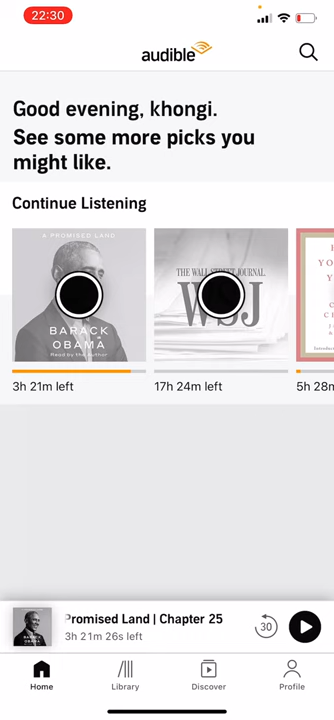 22:30
audible
Good evening, khongi.
See some more picks you
might like.
Continue Listening
A PROMISED LAND
BARACK
OBAMA
Read by the author
THE WALL STREET JOURNAL.
WSJ
3h 21m left
17h 24m left
5h 28m
Promised Land | Chapter 25
3h 21m 26s left
30
Home
Library
Discover
Profile